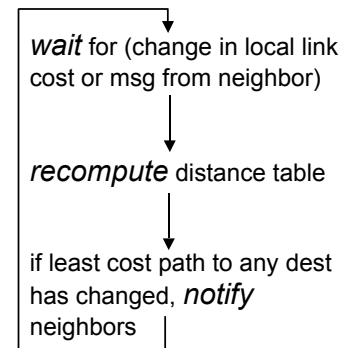 wait for (change in local link
cost or msg from neighbor)
recompute distance table
if least cost path to any dest
has changed, notify
neighbors